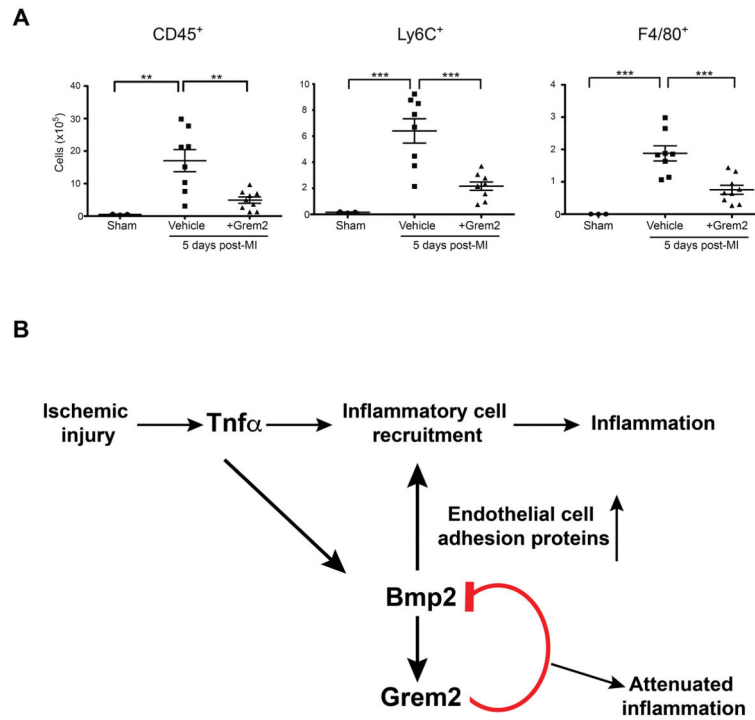 A
CD45⁺
Ly6C⁺
F4/80⁺
** **
*** ***
*** ***
Cells (x10⁵)
40
30
20
10
0
10
8
6
4
2
0
4
3
2
1
0
Sham Vehicle +Grem2
5 days post-MI
Sham Vehicle +Grem2
5 days post-MI
Sham Vehicle +Grem2
5 days post-MI
B
Ischemic
injury
Tnfα
Inflammatory cell
recruitment
Inflammation
Endothelial cell
adhesion proteins
Bmp2
Grem2
Attenuated
inflammation